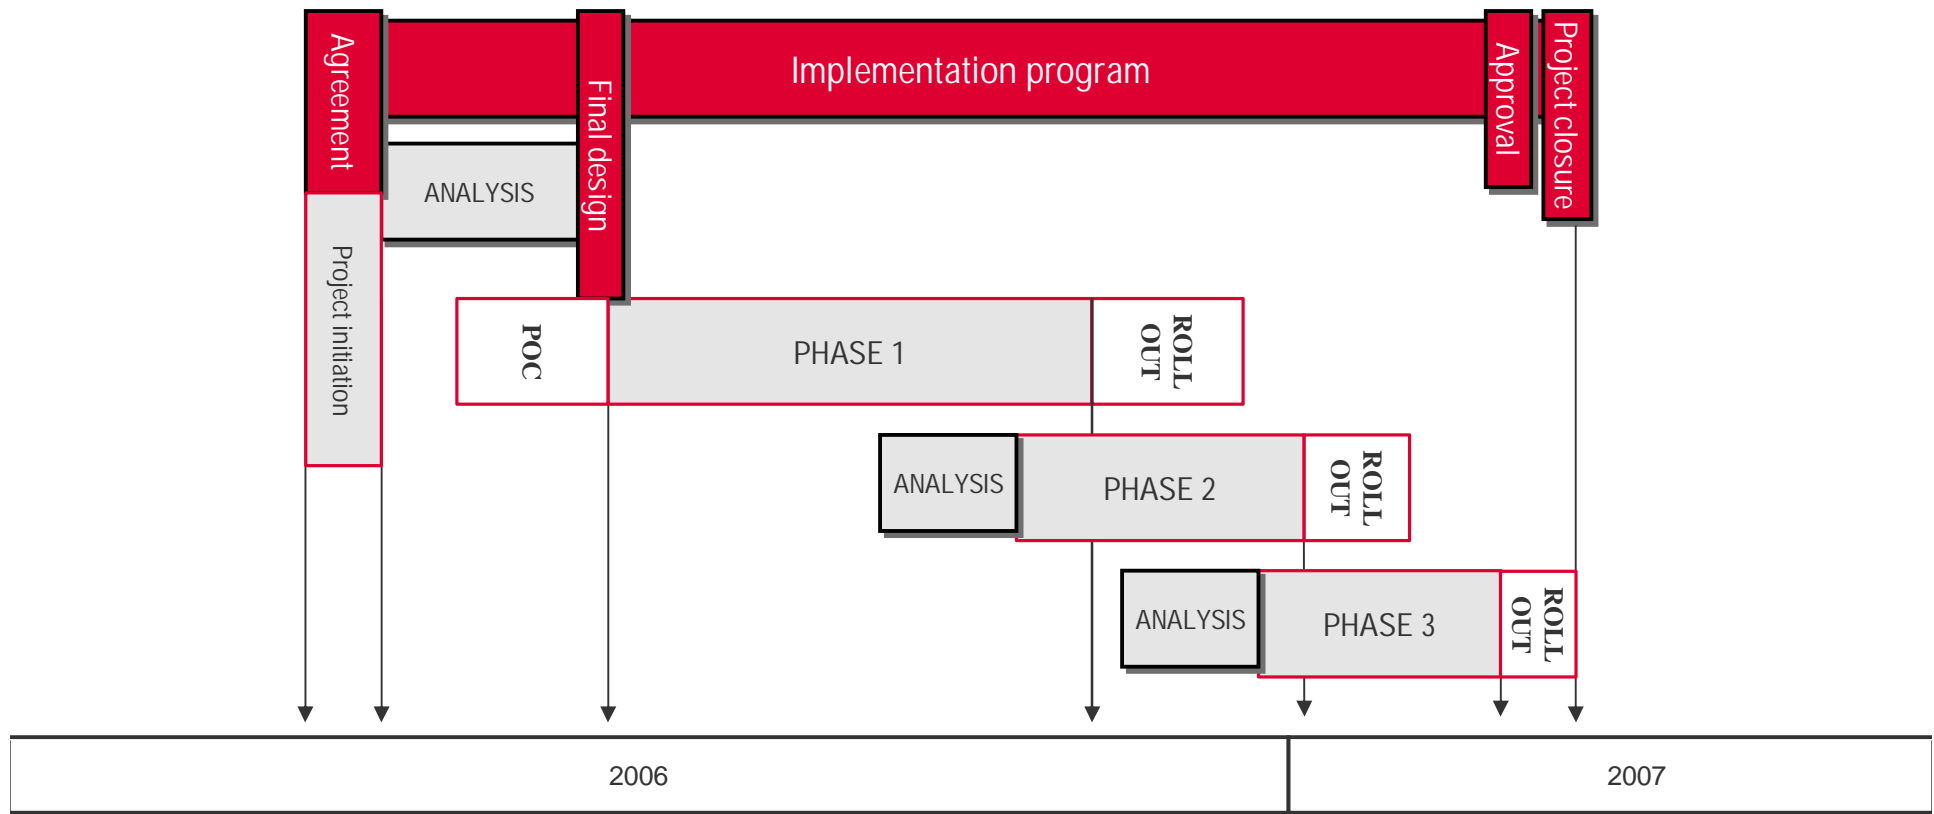 Agreement
Implementation program
Final design
Approval
Project closure
ANALYSIS
Project initiation
POC
PHASE 1
ROLL
OUT
ANALYSIS
PHASE 2
ROLL
OUT
ANALYSIS
PHASE 3
ROLL
OUT
2006
2007